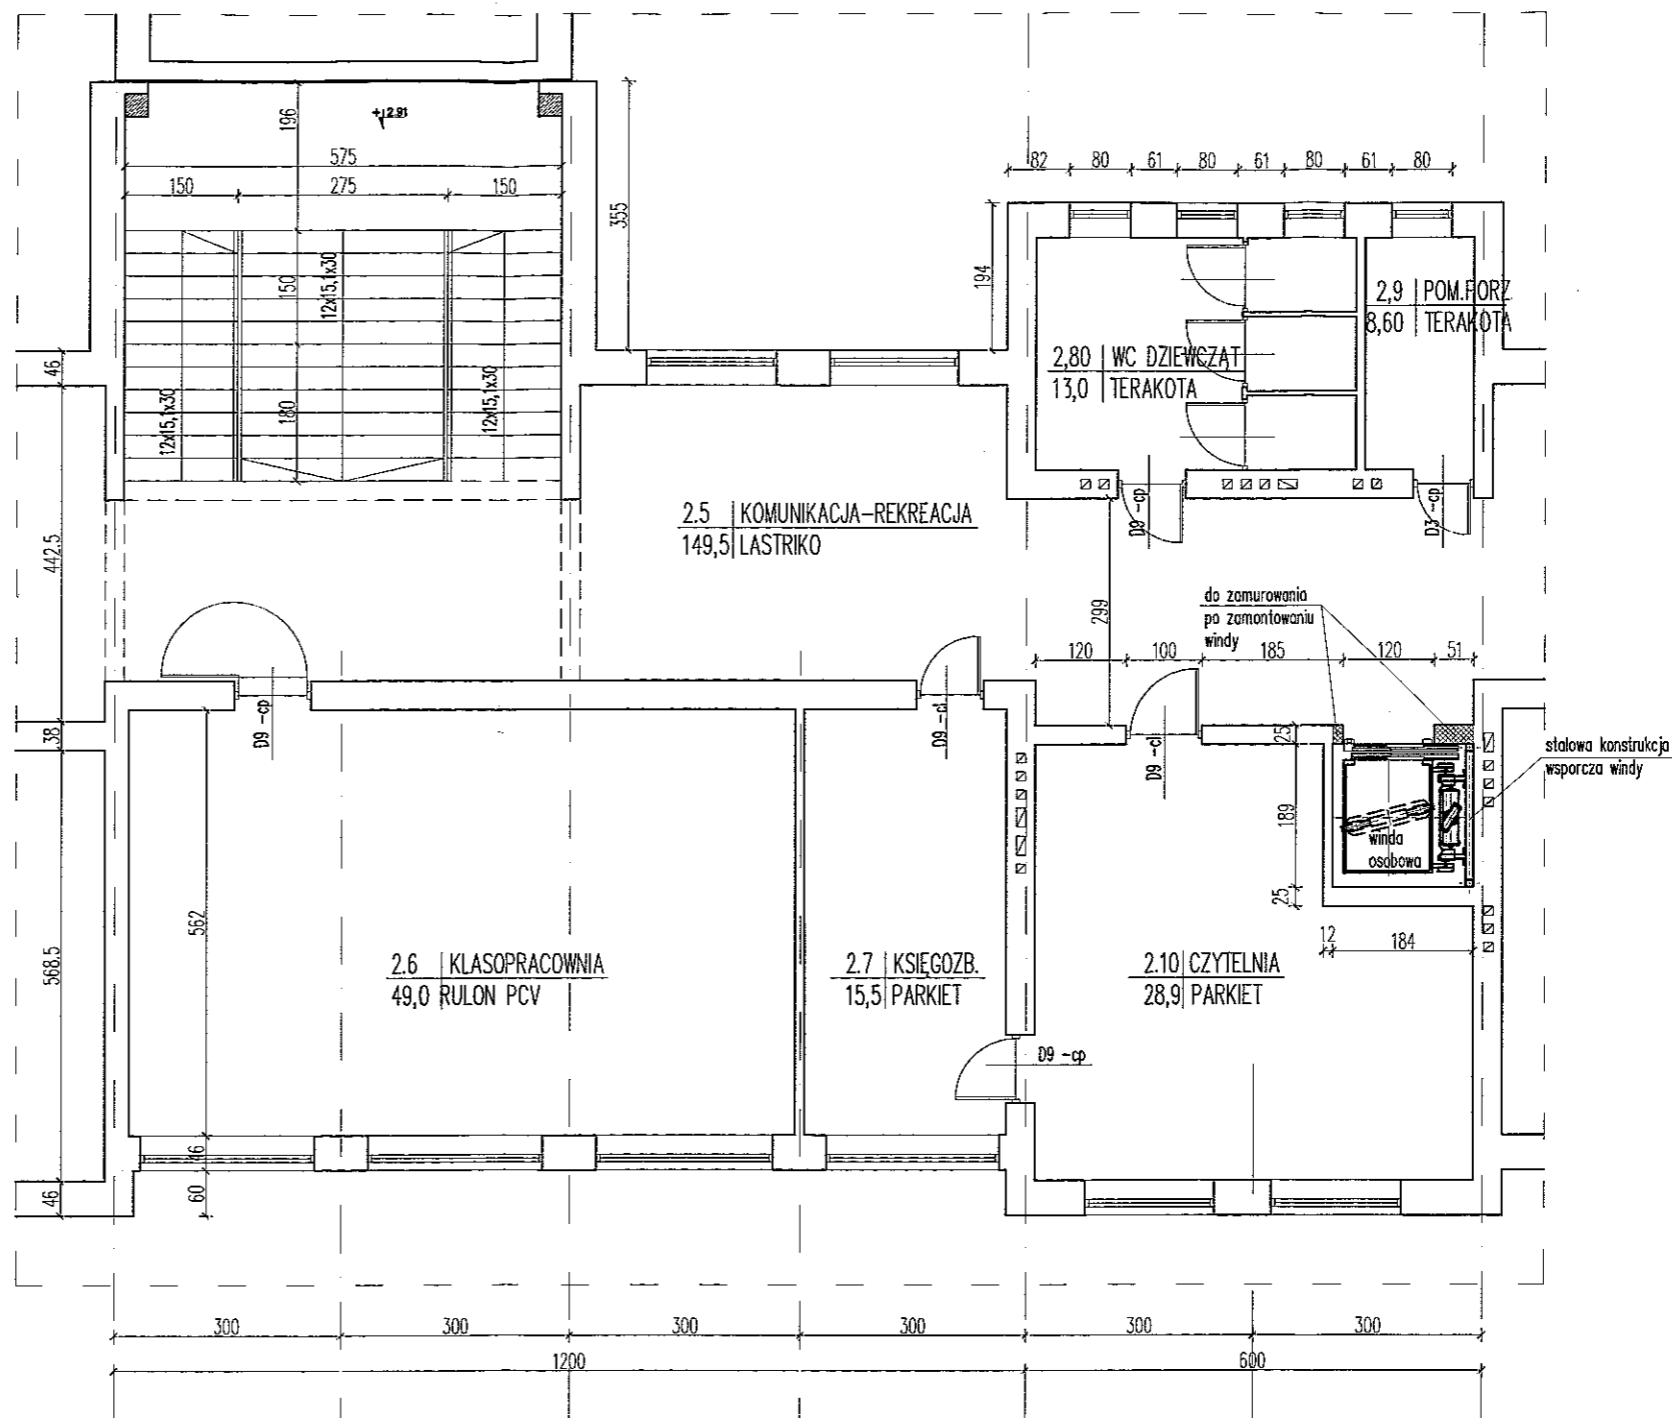 +2.91
196
575
150 275 150
355
82 80 61 80 61 80 61 80
194
150
12x15,1x30
12x15,1x30
180
12x15,1x30
2,9 POM.PORZ
8,60 TERAKOTA
2,80 WC DZIEWCZĄT
13,0 TERAKOTA
46
442.5
2.5 KOMUNIKACJA-REKREACJA
149,5 LASTRIKO
D9 -cp
D3 -cp
299
do zamurowania
po zamontowaniu
windy
120 100 185 120 51
38
D9 -cp
D9 -cl
D9 -cl
25
stalowa konstrukcja
wsporcza windy
189
winda
osobowa
25
562
568.5
12 184
2.6 KLASOPRACOWNIA
49,0 RULON PCV
2.7 KSIĘGOZB.
15,5 PARKIET
2.10 CZYTELNIA
28,9 PARKIET
D9 -cp
46
60
46
300 300 300 300 300 300
1200 600